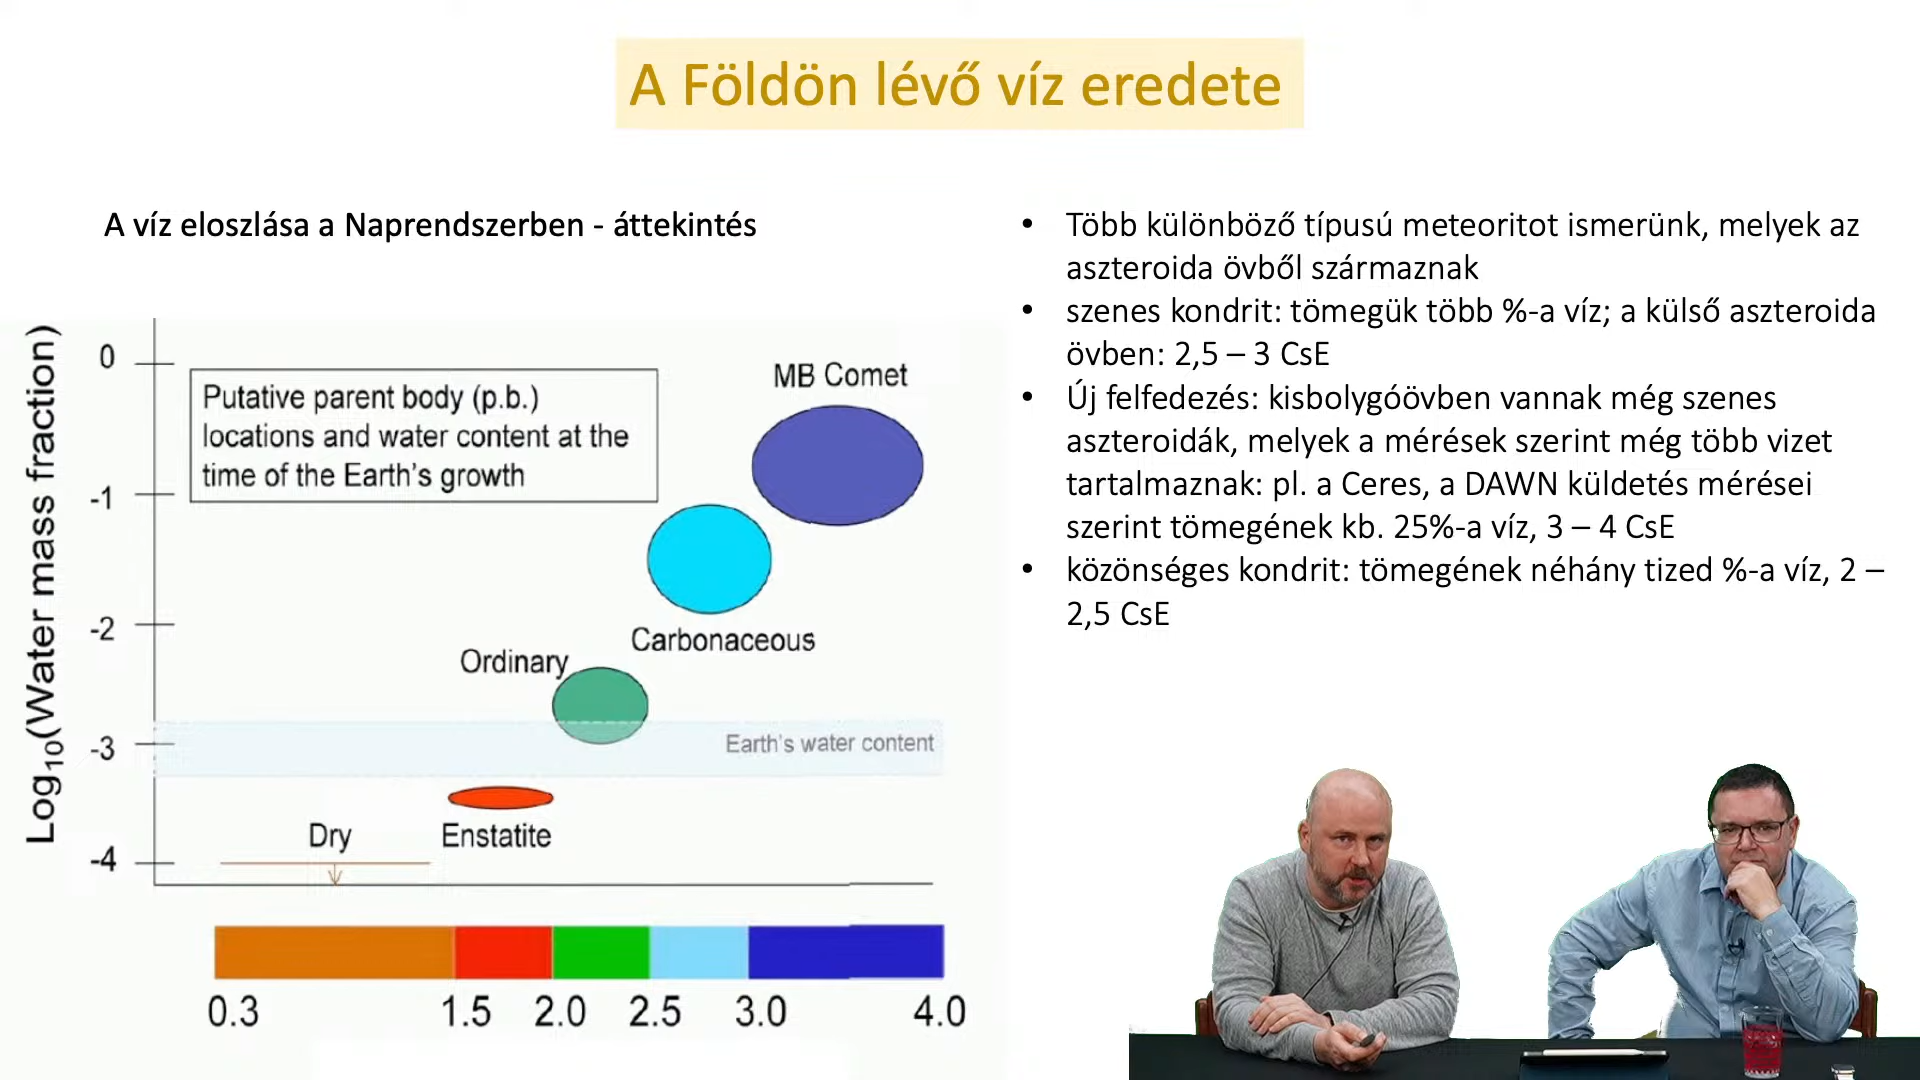 A Földön lévő víz eredete
A víz eloszlása a Naprendszerben - áttekintés
Log10(Water mass fraction)
0
-1
-2
-3
-4
Putative parent body (p.b.)
locations and water content at the
time of the Earth's growth
MB Comet
Carbonaceous
Ordinary
Earth's water content
Dry
Enstatite
0.3
1.5
2.0
2.5
3.0
4.0
• Több különböző típusú meteoritot ismerünk, melyek az
aszteroida övből származnak
• szenes kondrit: tömegük több %-a víz; a külső aszteroida
övben: 2,5 – 3 CsE
• Új felfedezés: kisbolygóövben vannak még szenes
aszteroidák, melyek a mérések szerint még több vizet
tartalmaznak: pl. a Ceres, a DAWN küldetés mérései
szerint tömegének kb. 25%-a víz, 3 – 4 CsE
• közönséges kondrit: tömegének néhány tized %-a víz, 2 –
2,5 CsE